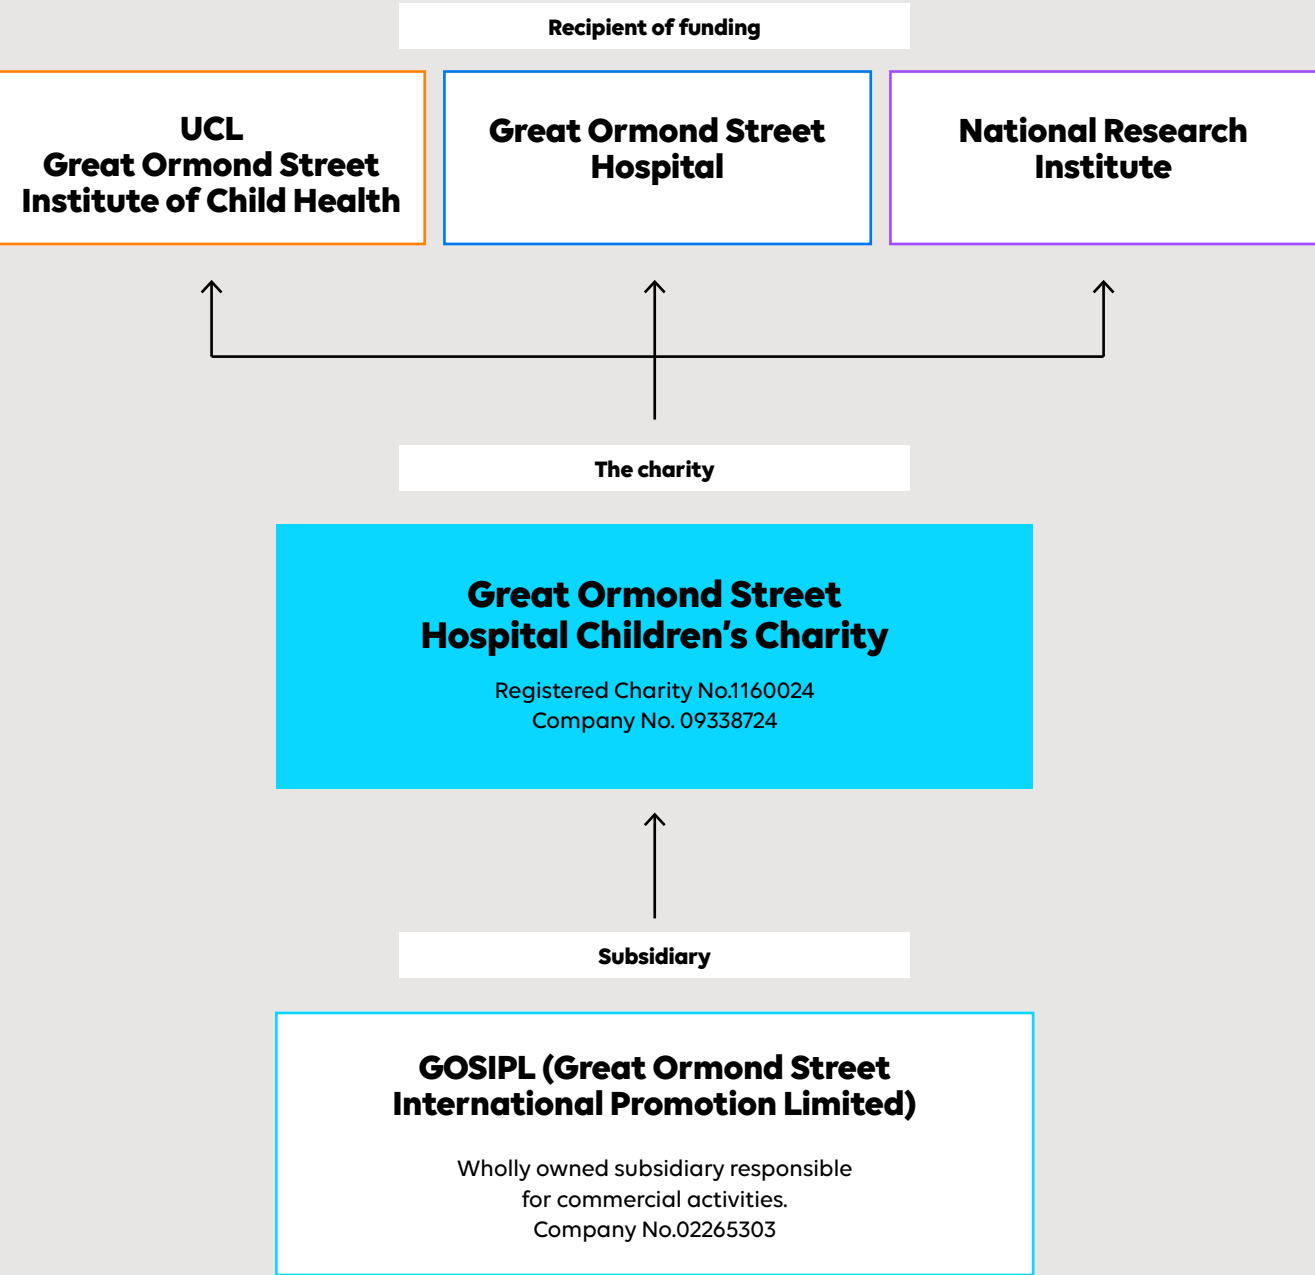 Recipient of funding
UCL
Great Ormond Street
Institute of Child Health
Great Ormond Street
Hospital
National Research
Institute
The charity
Great Ormond Street
Hospital Children’s Charity
Registered Charity No.1160024
Company No. 09338724
Subsidiary
GOSIPL (Great Ormond Street
International Promotion Limited)
Wholly owned subsidiary responsible
for commercial activities.
Company No.02265303